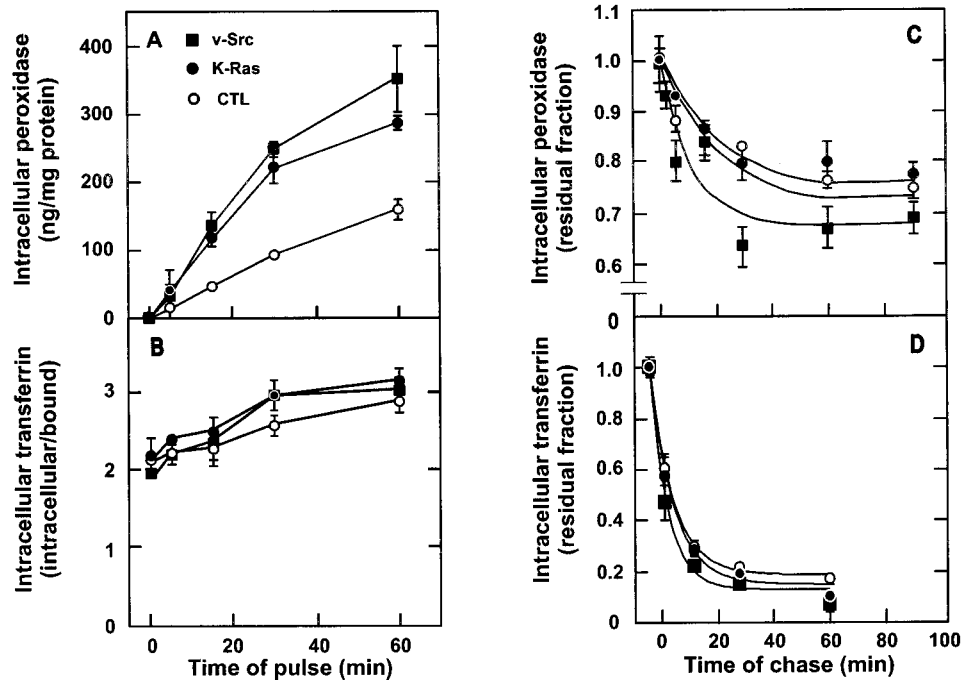 A
v-Src
K-Ras
CTL
Intracellular peroxidase
(ng/mg protein)
400
300
200
100
0
B
Intracellular transferrin
(intracellular/bound)
3
2
1
0
0 20 40 60
Time of pulse (min)
C
Intracellular peroxidase
(residual fraction)
1.1
1.0
0.9
0.8
0.7
0.6
0
D
Intracellular transferrin
(residual fraction)
1.0
0.8
0.6
0.4
0.2
0
0 20 40 60 80 100
Time of chase (min)